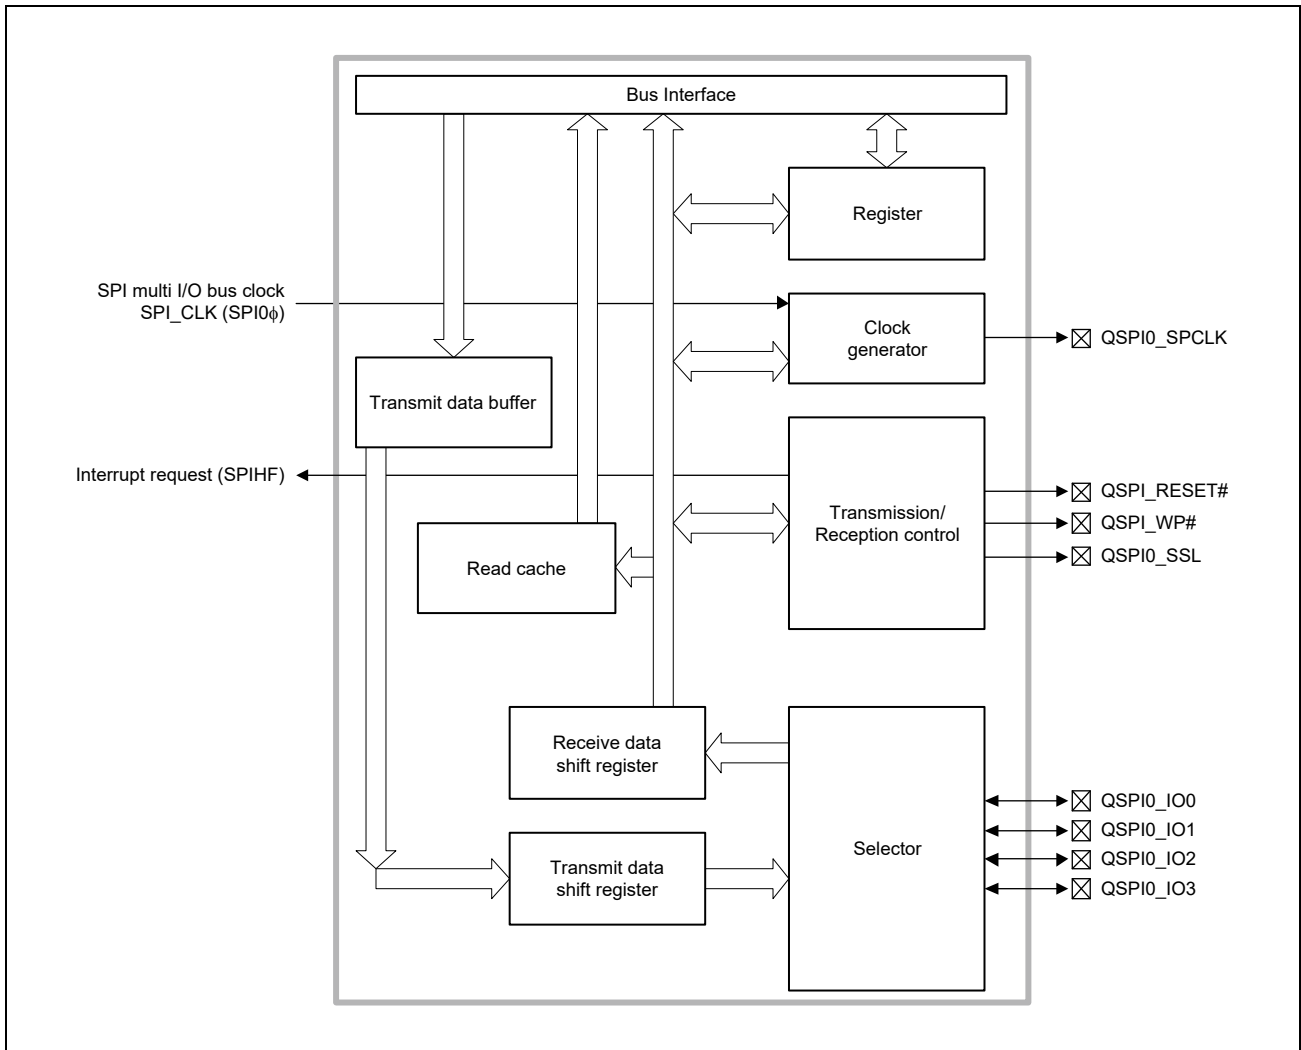 Bus Interface
Register
SPI multi I/O bus clock
SPI_CLK (SPI0ϕ)
Clock
generator
QSPI0_SPCLK
Transmit data buffer
Interrupt request (SPIHF)
Transmission/
Reception control
QSPI_RESET#
QSPI_WP#
QSPI0_SSL
Read cache
Receive data
shift register
Selector
QSPI0_IO0
QSPI0_IO1
QSPI0_IO2
QSPI0_IO3
Transmit data
shift register